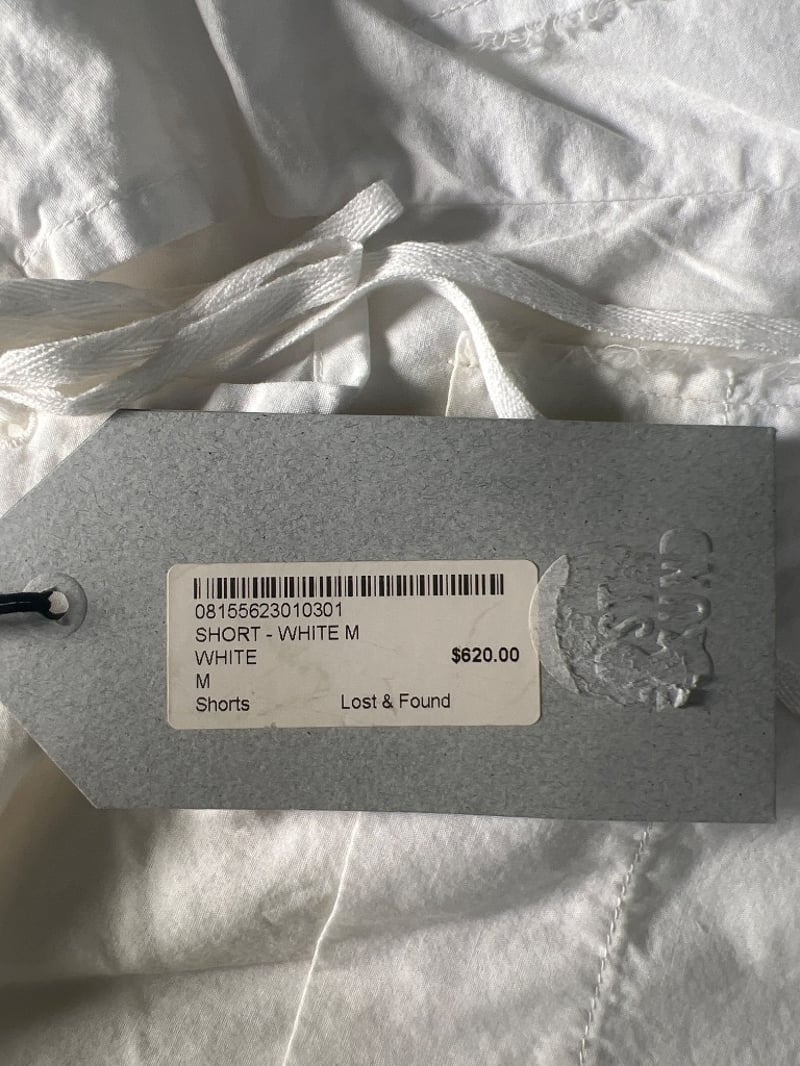 08155623010301
SHORT - WHITE M
WHITE $620.00
M
Shorts Lost & Found